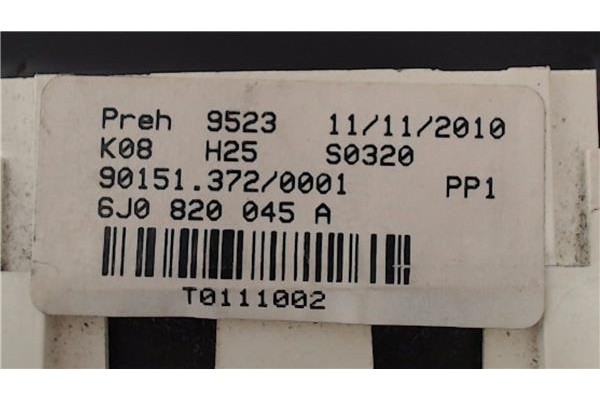 Preh 9523 11/11/2010
K08 H25 S0320
90151.372/0001 PP1
6J0 820 045 A
T0111002